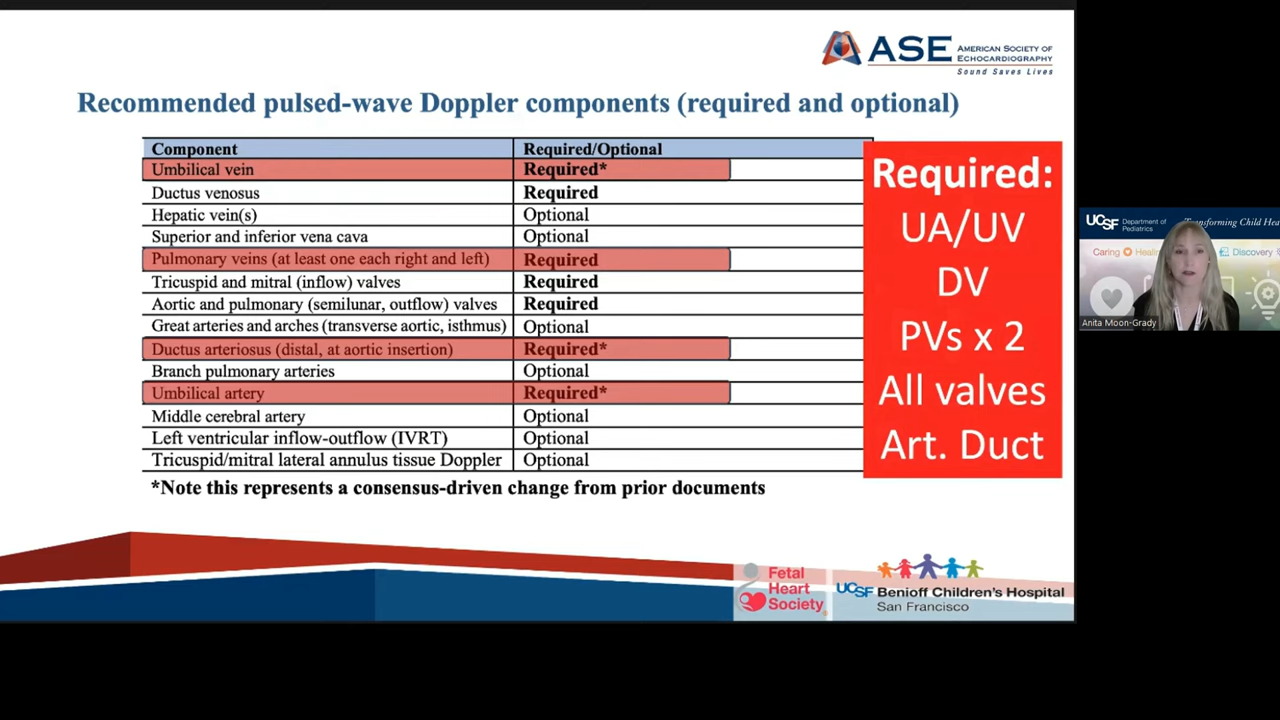 ASE AMERICAN SOCIETY OF
ECHOCARDIOGRAPHY
Sound Saves Lives
Recommended pulsed-wave Doppler components (required and optional)
Component Required/Optional
Umbilical vein Required*
Ductus venosus Required
Hepatic vein(s) Optional
Superior and inferior vena cava Optional
Pulmonary veins (at least one each right and left) Required
Tricuspid and mitral (inflow) valves Required
Aortic and pulmonary (semilunar, outflow) valves Required
Great arteries and arches (transverse aortic, isthmus) Optional
Ductus arteriosus (distal, at aortic insertion) Required*
Branch pulmonary arteries Optional
Umbilical artery Required*
Middle cerebral artery Optional
Left ventricular inflow-outflow (IVRT) Optional
Tricuspid/mitral lateral annulus tissue Doppler Optional
*Note this represents a consensus-driven change from prior documents
Required:
UA/UV
DV
PVs x 2
All valves
Art. Duct
Fetal
Heart
Society
UCSF Benioff Children's Hospital
San Francisco
UCSF Department of
Pediatrics
Caring
Discovery
Anita Moon-Grady